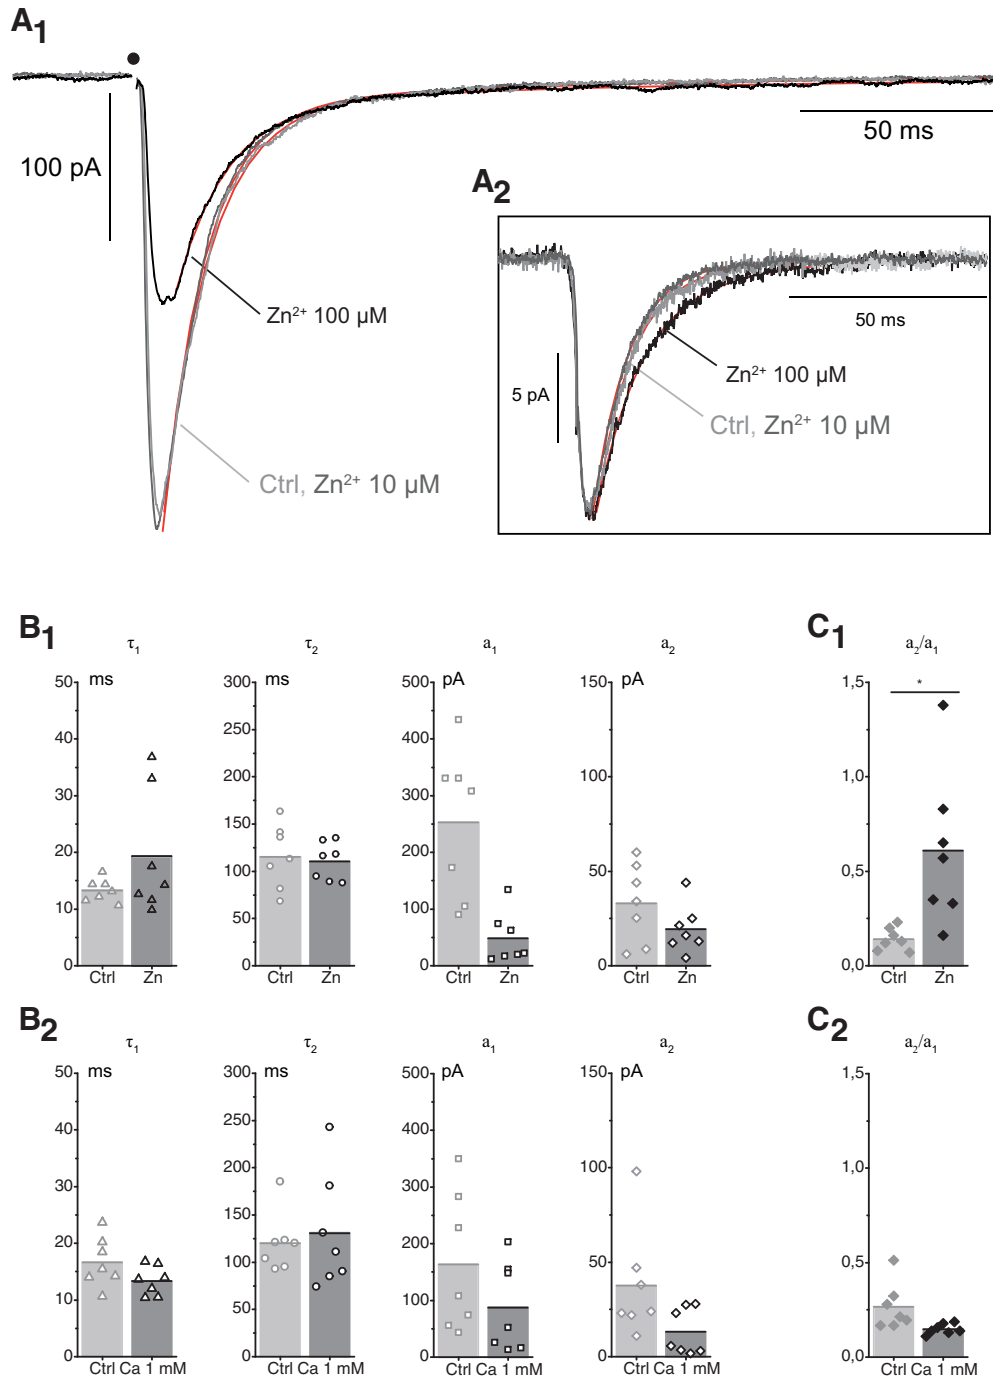 A1
100 pA
50 ms
Zn²⁺ 100 µM
Ctrl, Zn²⁺ 10 µM
A2
50 ms
5 pA
Zn²⁺ 100 µM
Ctrl, Zn²⁺ 10 µM
B1
τ1 τ2 a1 a2
ms ms pA pA
50 300 500 150
40 250 400 100
30 200 300 50
20 150 200 0
10 100 100
0 50 0
0
Ctrl Zn Ctrl Zn Ctrl Zn Ctrl Zn
C1
a2/a1
*
1,5
1,0
0,5
0,0
Ctrl Zn
B2
τ1 τ2 a1 a2
ms ms pA pA
50 300 500 150
40 250 400 100
30 200 300 50
20 150 200 0
10 100 100
0 50 0
0
Ctrl Ca 1 mM Ctrl Ca 1 mM Ctrl Ca 1 mM Ctrl Ca 1 mM
C2
a2/a1
1,5
1,0
0,5
0,0
Ctrl Ca 1 mM